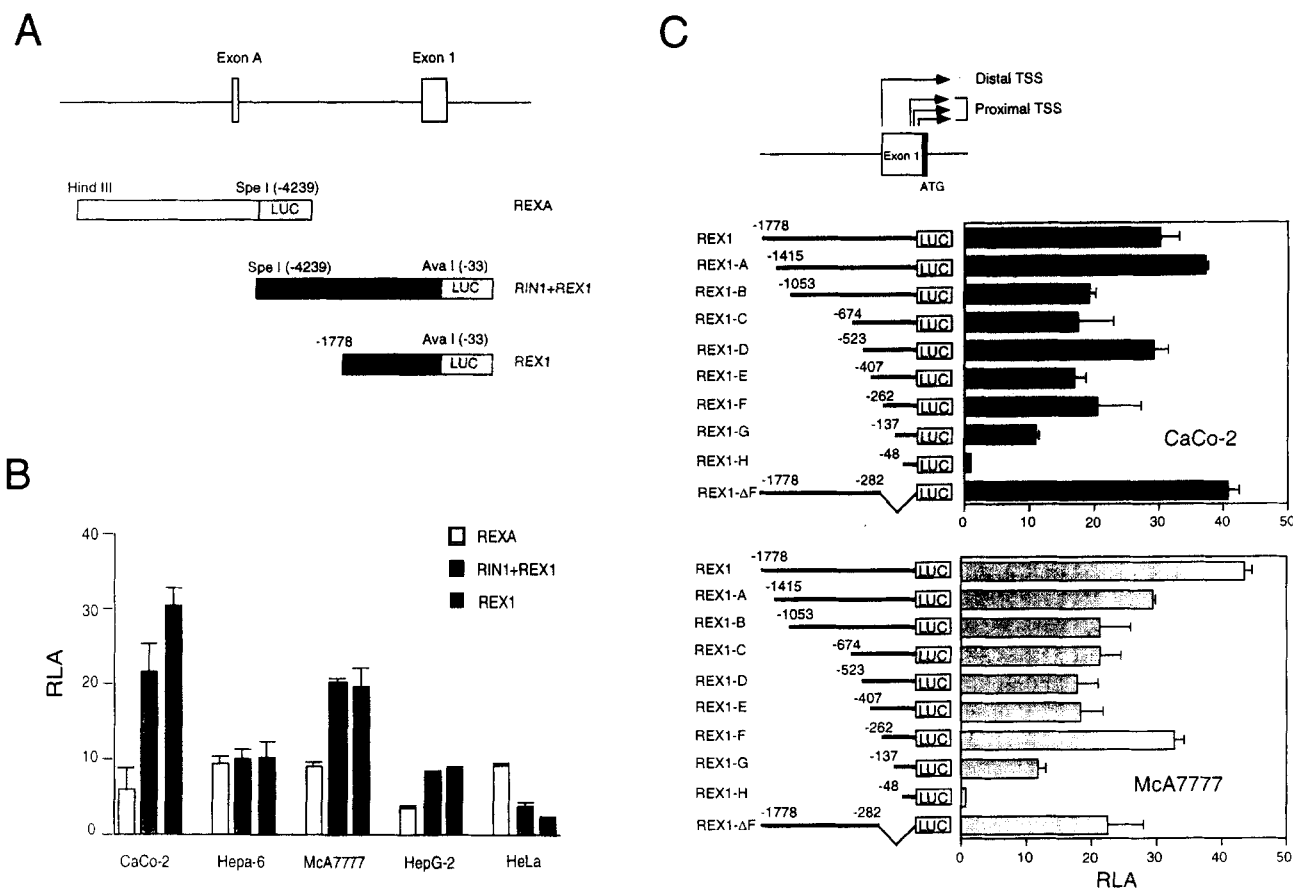 A
Exon A
Exon 1
Hind III
Spe I (-4239)
LUC
REXA
Spe I (-4239)
Ava I (-33)
LUC
RIN1+REX1
-1778
Ava I (-33)
LUC
REX1
B
40
30
20
10
0
RLA
REXA
RIN1+REX1
REX1
CaCo-2
Hepa-6
McA7777
HepG-2
HeLa
C
Distal TSS
Proximal TSS
Exon 1
ATG
REX1
-1778
LUC
REX1-A
-1415
LUC
REX1-B
-1053
LUC
REX1-C
-674
LUC
REX1-D
-523
LUC
REX1-E
-407
LUC
REX1-F
-262
LUC
REX1-G
-137
LUC
REX1-H
-48
LUC
REX1-ΔF
-1778
-282
LUC
CaCo-2
0 10 20 30 40 50
REX1
-1778
LUC
REX1-A
-1415
LUC
REX1-B
-1053
LUC
REX1-C
-674
LUC
REX1-D
-523
LUC
REX1-E
-407
LUC
REX1-F
-262
LUC
REX1-G
-137
LUC
REX1-H
-48
LUC
REX1-ΔF
-1778
-282
LUC
McA7777
0 10 20 30 40 50
RLA